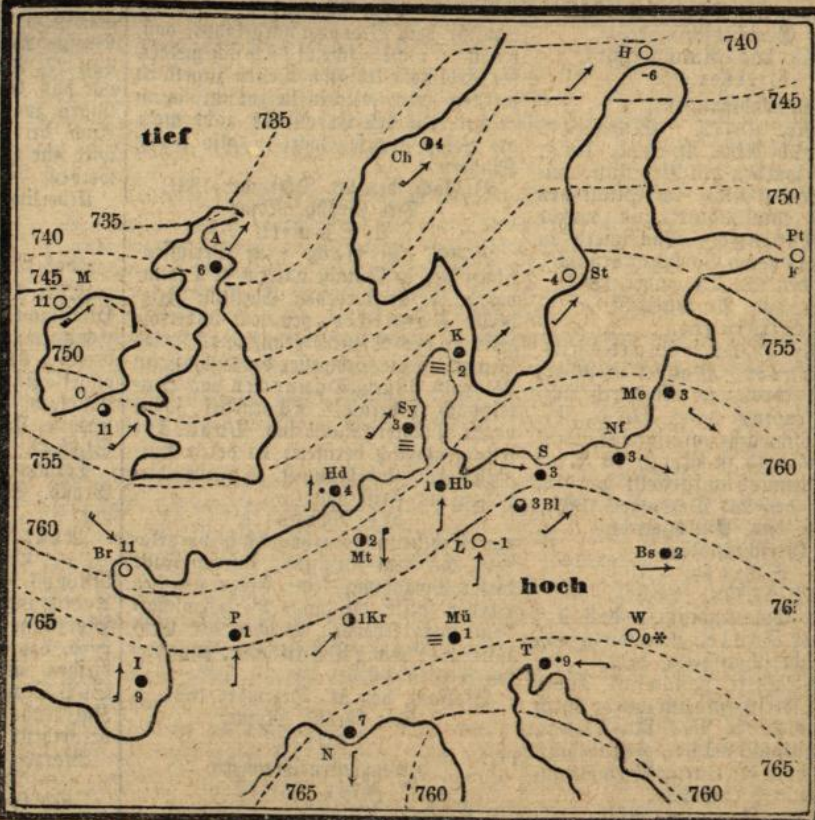 740
H
-6
745
tief
735
Ch 4
750
735
A
Pt
740
6
-4 St
F
745
M
11
755
750
K
2
C
11
Me 3
Sy
3
Nf
3
755
S
3
760
Hd
4
1 Hb
3 Bl
760
Br 11
2
Mt
L -1
Bs 2
hoch
765
P
1
1 Kr
Mü
1
W
0*
T
*9
I
9
7
N
765
765
760
760